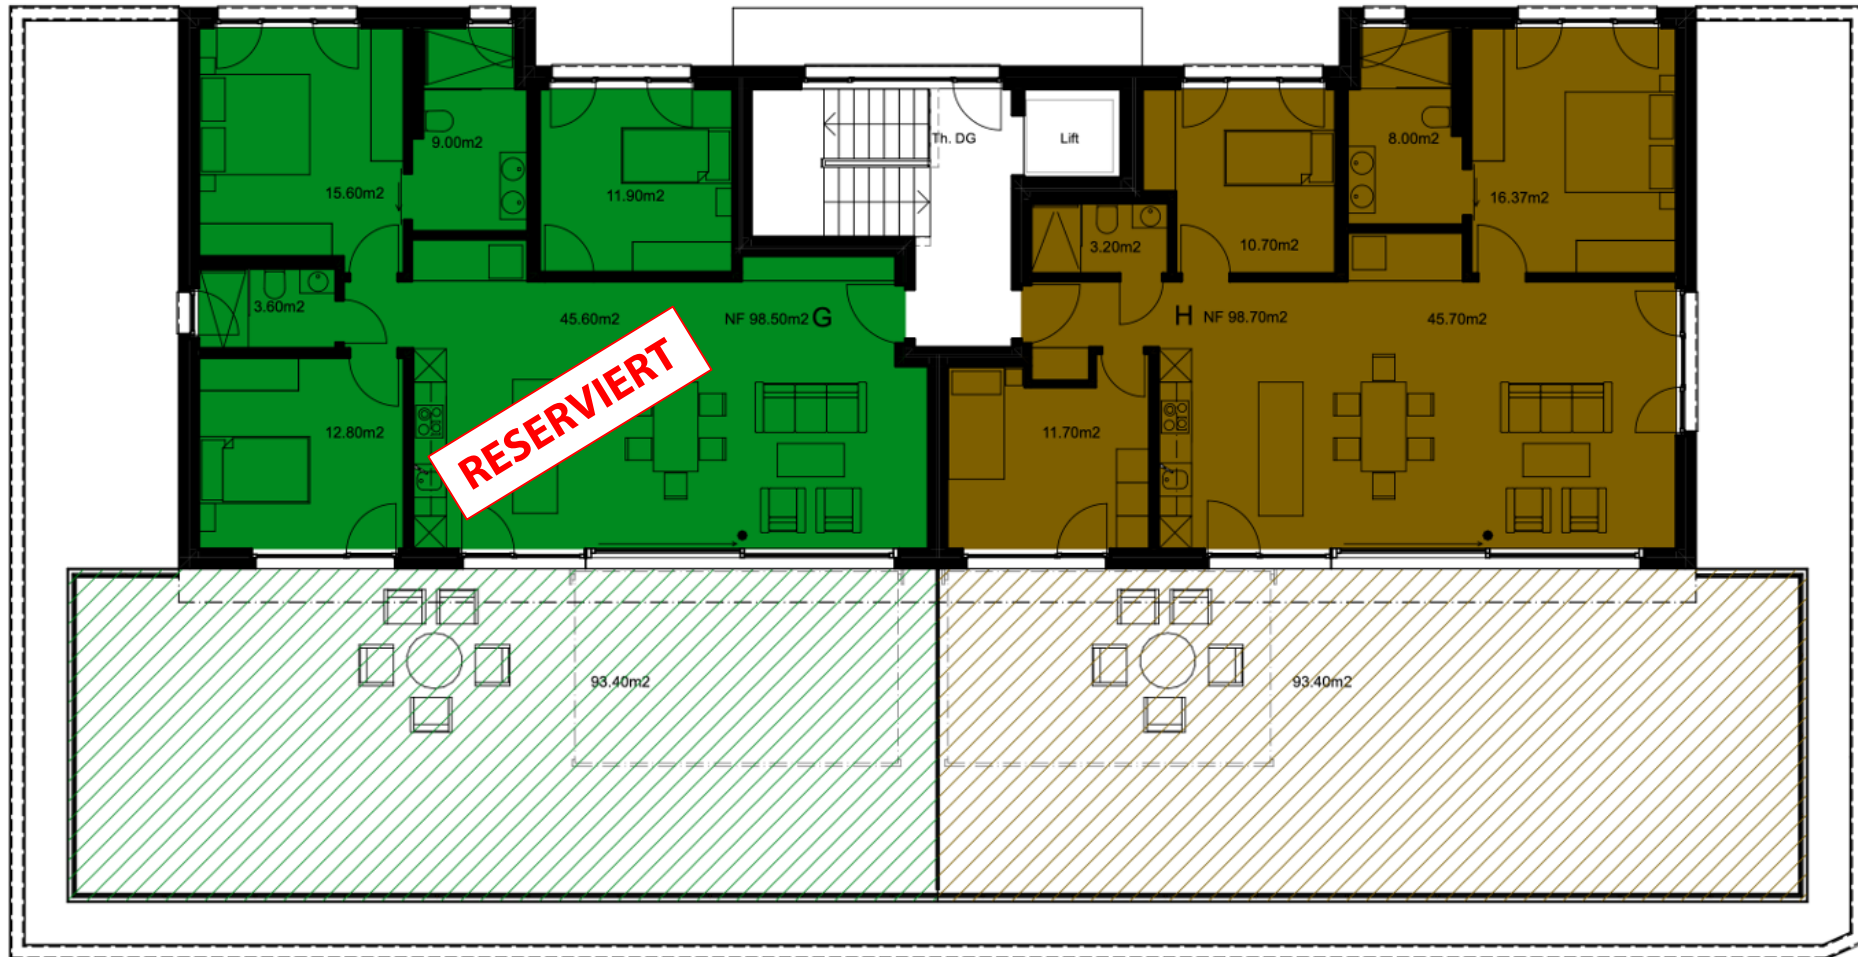 9.00m2
Th. DG
Lift
8.00m2
15.60m2
11.90m2
16.37m2
3.20m2
10.70m2
3.60m2
45.60m2
NF 98.50m2 G
H NF 98.70m2
45.70m2
RESERVIERT
12.80m2
11.70m2
93.40m2
93.40m2